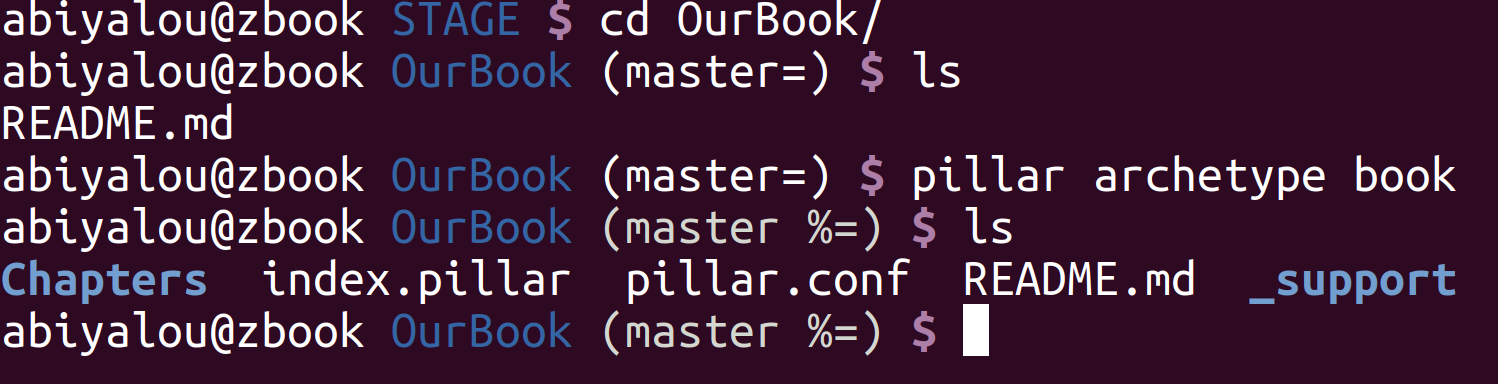 abiyalou@zbook STAGE $ cd OurBook/
abiyalou@zbook OurBook (master=) $ ls
README.md
abiyalou@zbook OurBook (master=) $ pillar archetype book
abiyalou@zbook OurBook (master %=) $ ls
Chapters  index.pillar  pillar.conf  README.md  _support
abiyalou@zbook OurBook (master %=) $